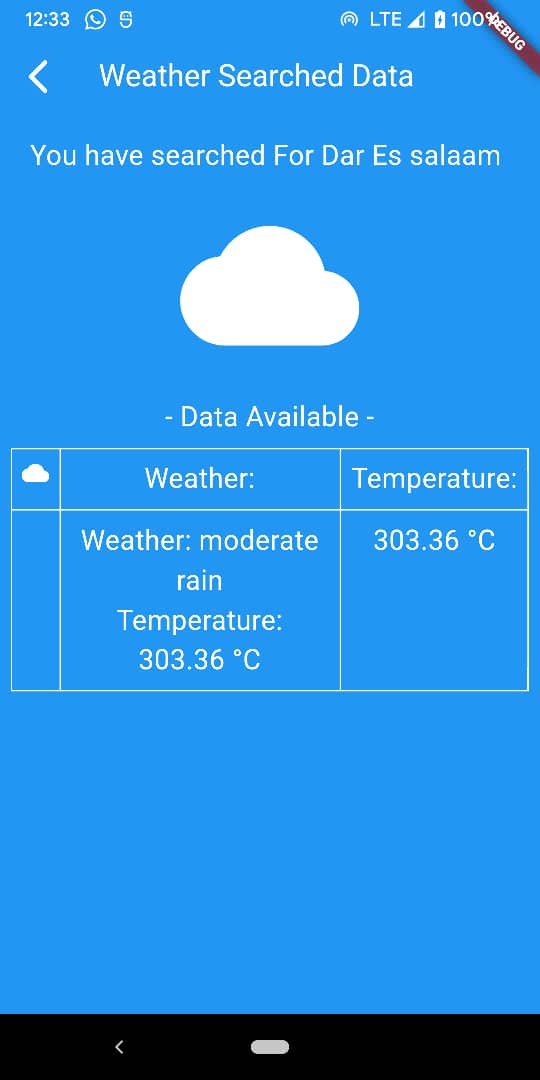 12:33 LTE 100%
DEBUG
Weather Searched Data
You have searched For Dar Es salaam
- Data Available -
Weather: Temperature:
Weather: moderate 303.36 °C
rain
Temperature:
303.36 °C